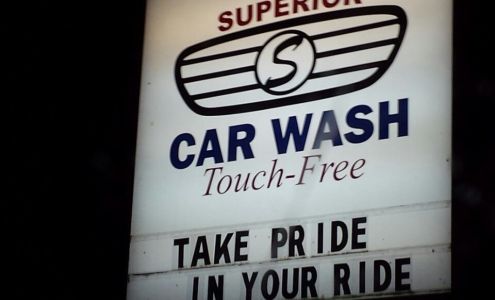 SUPERIOR
S
CAR WASH
Touch-Free
TAKE PRIDE
IN YOUR RIDE